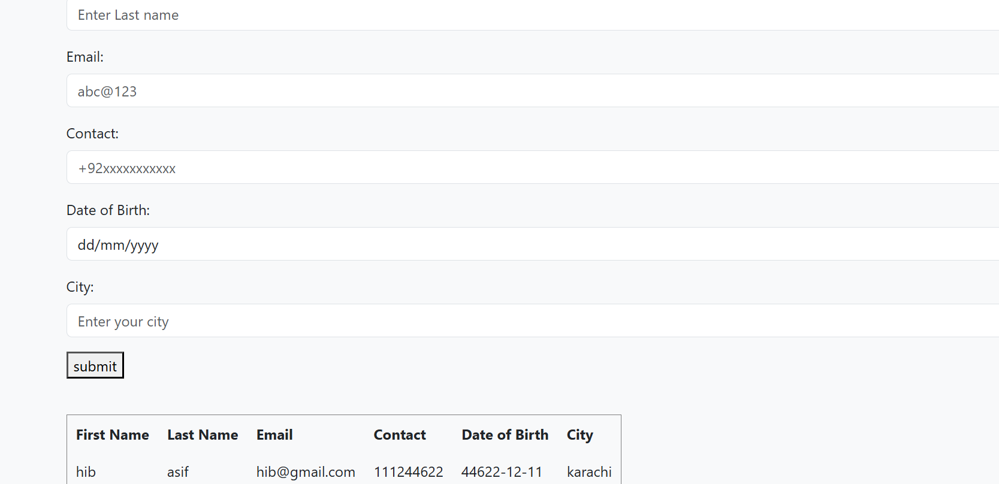 Enter Last name
Email:
abc@123
Contact:
+92xxxxxxxxxxx
Date of Birth:
dd/mm/yyyy
City:
Enter your city
submit
First Name Last Name Email Contact Date of Birth City
hib asif hib@gmail.com 111244622 44622-12-11 karachi